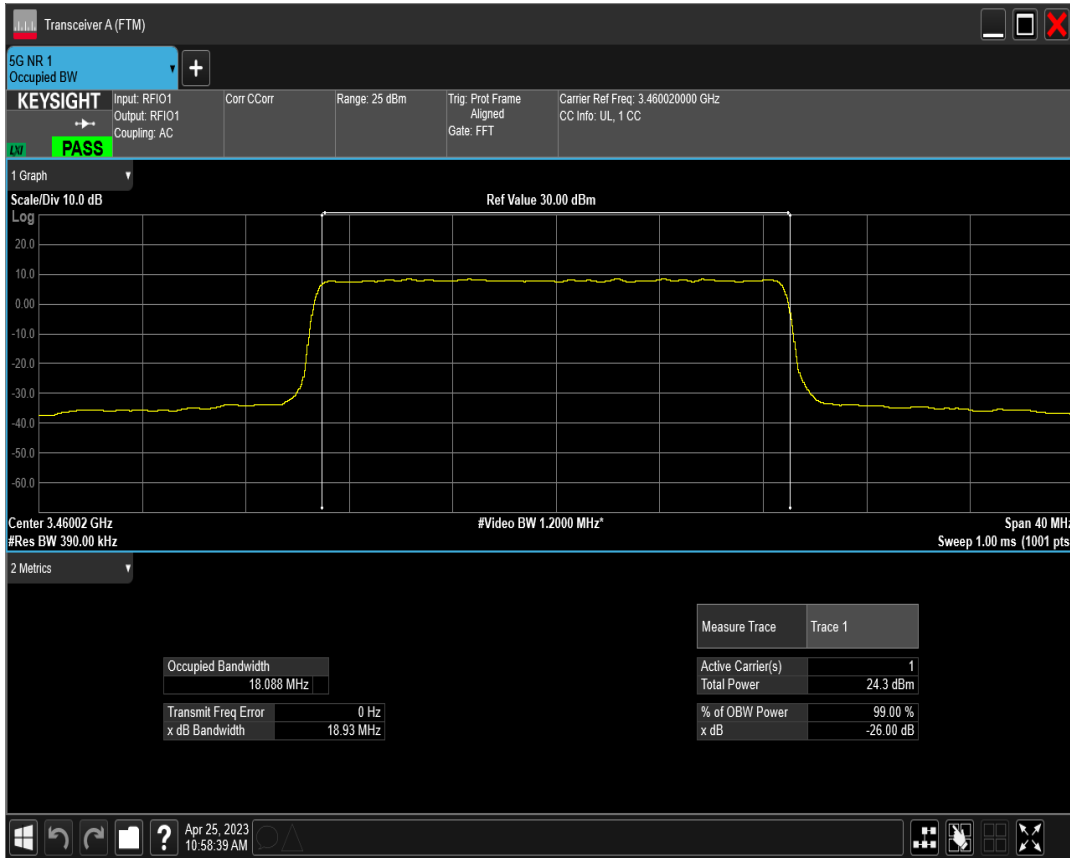 Transceiver A (FTM)
5G NR 1
Occupied BW
+
KEYSIGHT
Input: RFIO1
Output: RFIO1
Coupling: AC
Corr CCorr
Range: 25 dBm
Trig: Prot Frame
Aligned
Gate: FFT
Carrier Ref Freq: 3.460020000 GHz
CC Info: UL, 1 CC
LXI
PASS
1 Graph
Scale/Div 10.0 dB
Ref Value 30.00 dBm
Log
20.0
10.0
0.00
-10.0
-20.0
-30.0
-40.0
-50.0
-60.0
Center 3.46002 GHz
#Video BW 1.2000 MHz*
Span 40 MHz
#Res BW 390.00 kHz
Sweep 1.00 ms (1001 pts
2 Metrics
Measure Trace Trace 1
Occupied Bandwidth
18.088 MHz
Active Carrier(s) 1
Total Power 24.3 dBm
Transmit Freq Error 0 Hz
x dB Bandwidth 18.93 MHz
% of OBW Power 99.00 %
x dB -26.00 dB
?
Apr 25, 2023
10:58:39 AM